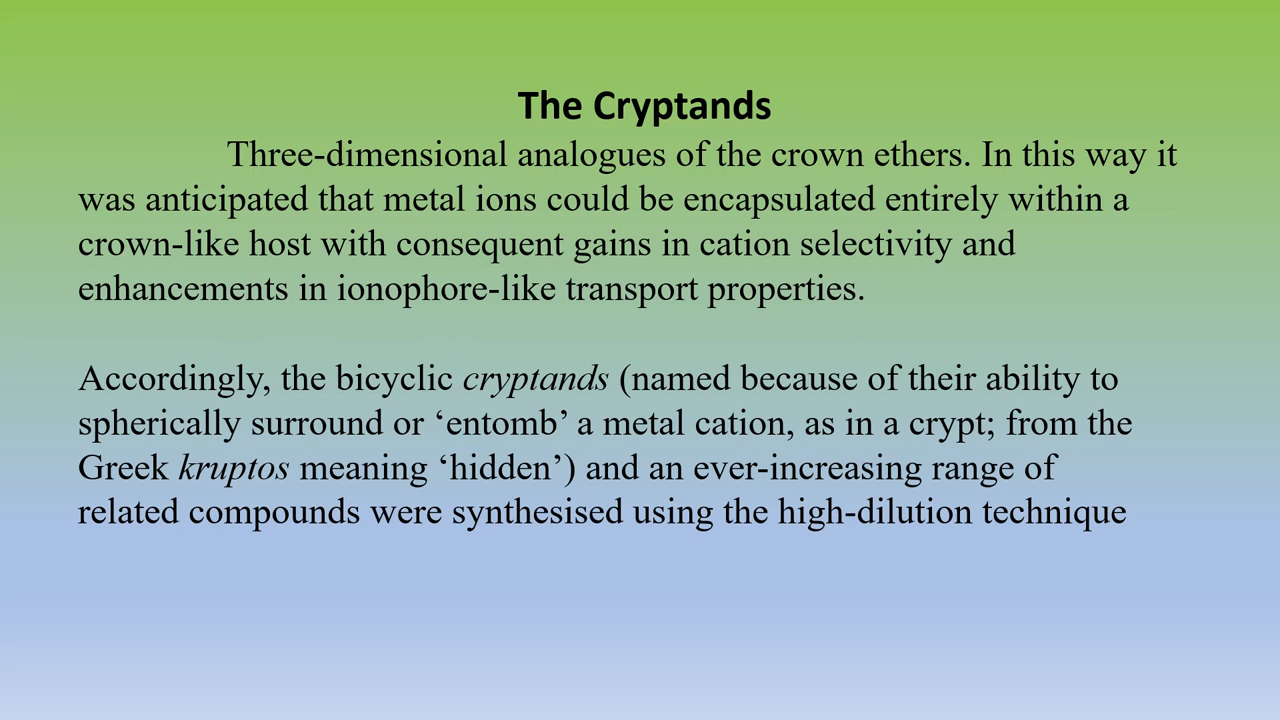 The Cryptands
Three-dimensional analogues of the crown ethers. In this way it
was anticipated that metal ions could be encapsulated entirely within a
crown-like host with consequent gains in cation selectivity and
enhancements in ionophore-like transport properties.
Accordingly, the bicyclic cryptands (named because of their ability to
spherically surround or ‘entomb’ a metal cation, as in a crypt; from the
Greek kruptos meaning ‘hidden’) and an ever-increasing range of
related compounds were synthesised using the high-dilution technique